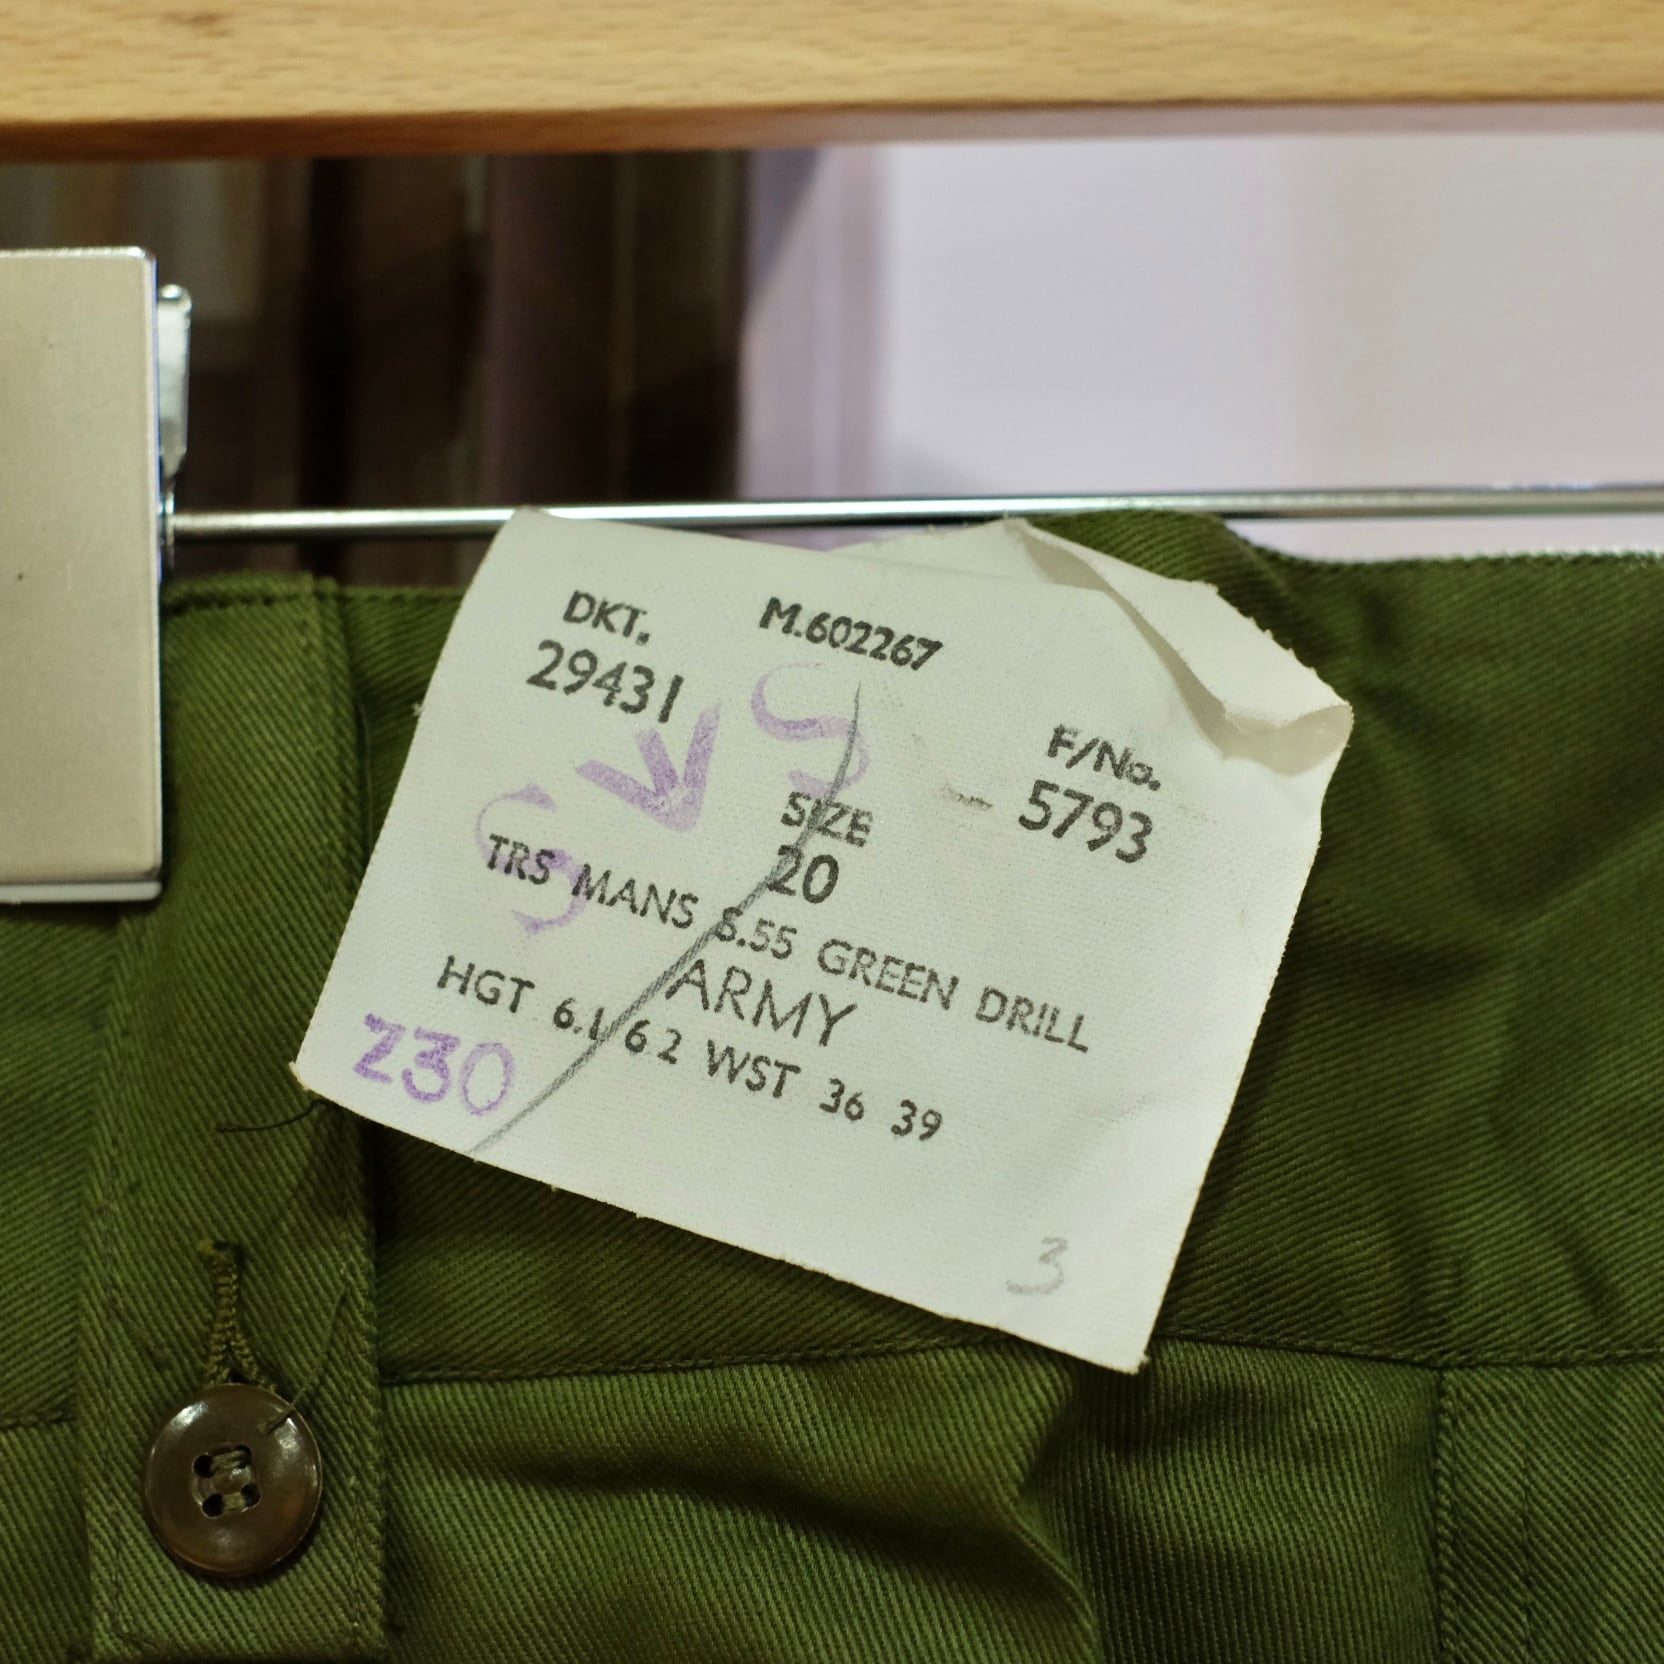 DKT. M.602267
29431
F/No.
5793
S
S
SIZE
20
TRS MANS 8.55 GREEN DRILL
ARMY
HGT 6.1 6 2 WST 36 39
Z30
3